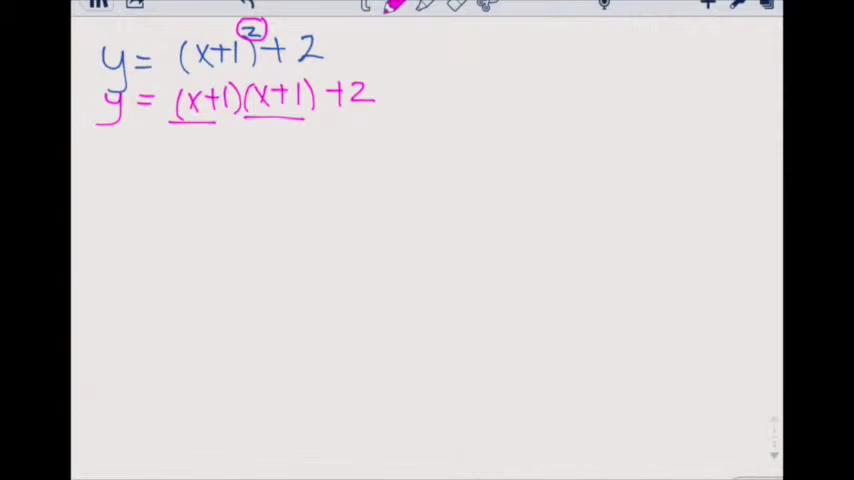 y = (x+1)² + 2
y = (x+1)(x+1) + 2